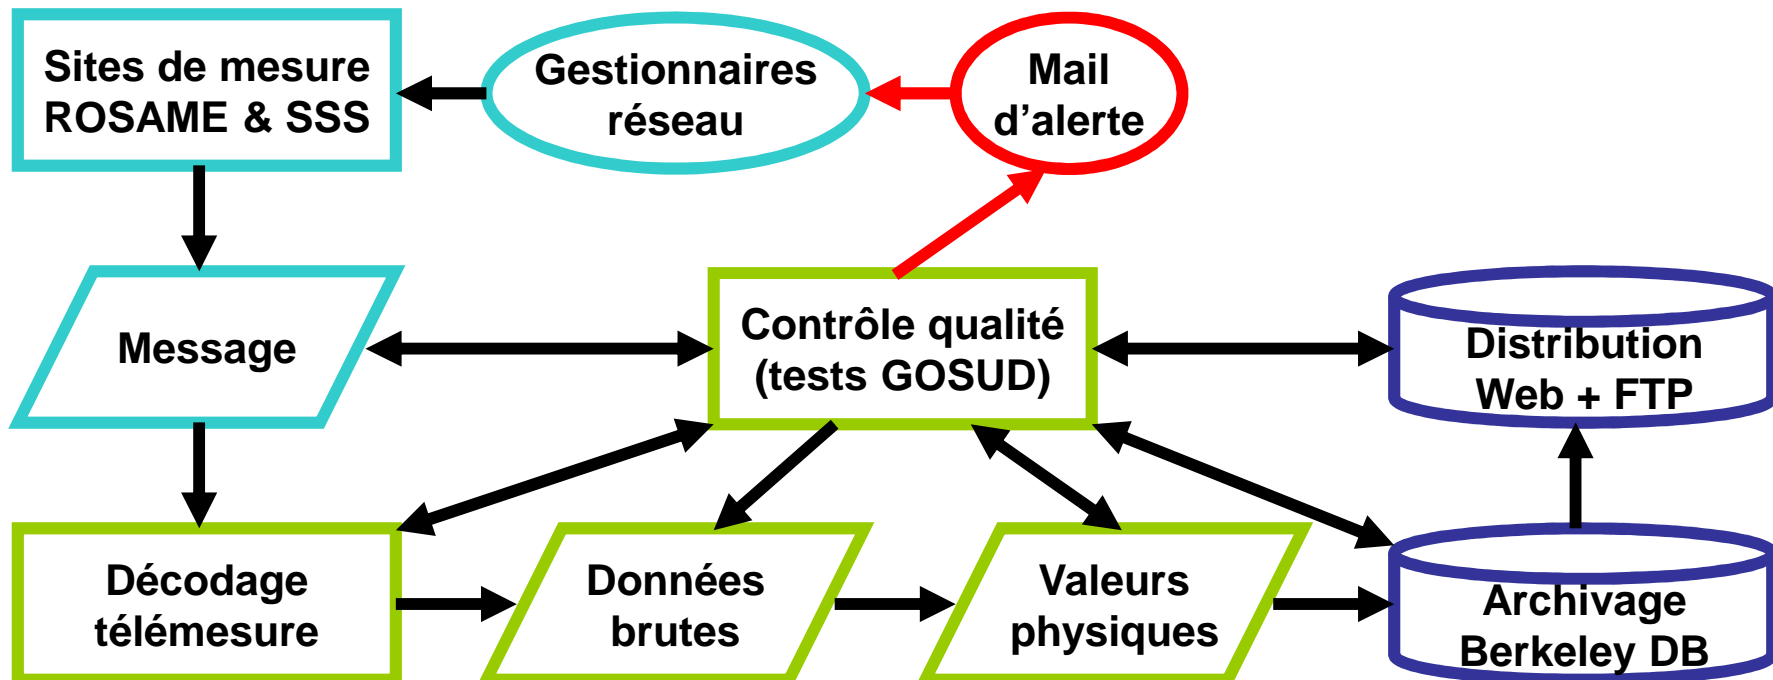 Sites de mesure
ROSAME & SSS
Gestionnaires
réseau
Mail
d’alerte
Message
Contrôle qualité
(tests GOSUD)
Distribution
Web + FTP
Décodage
télémesure
Données
brutes
Valeurs
physiques
Archivage
Berkeley DB